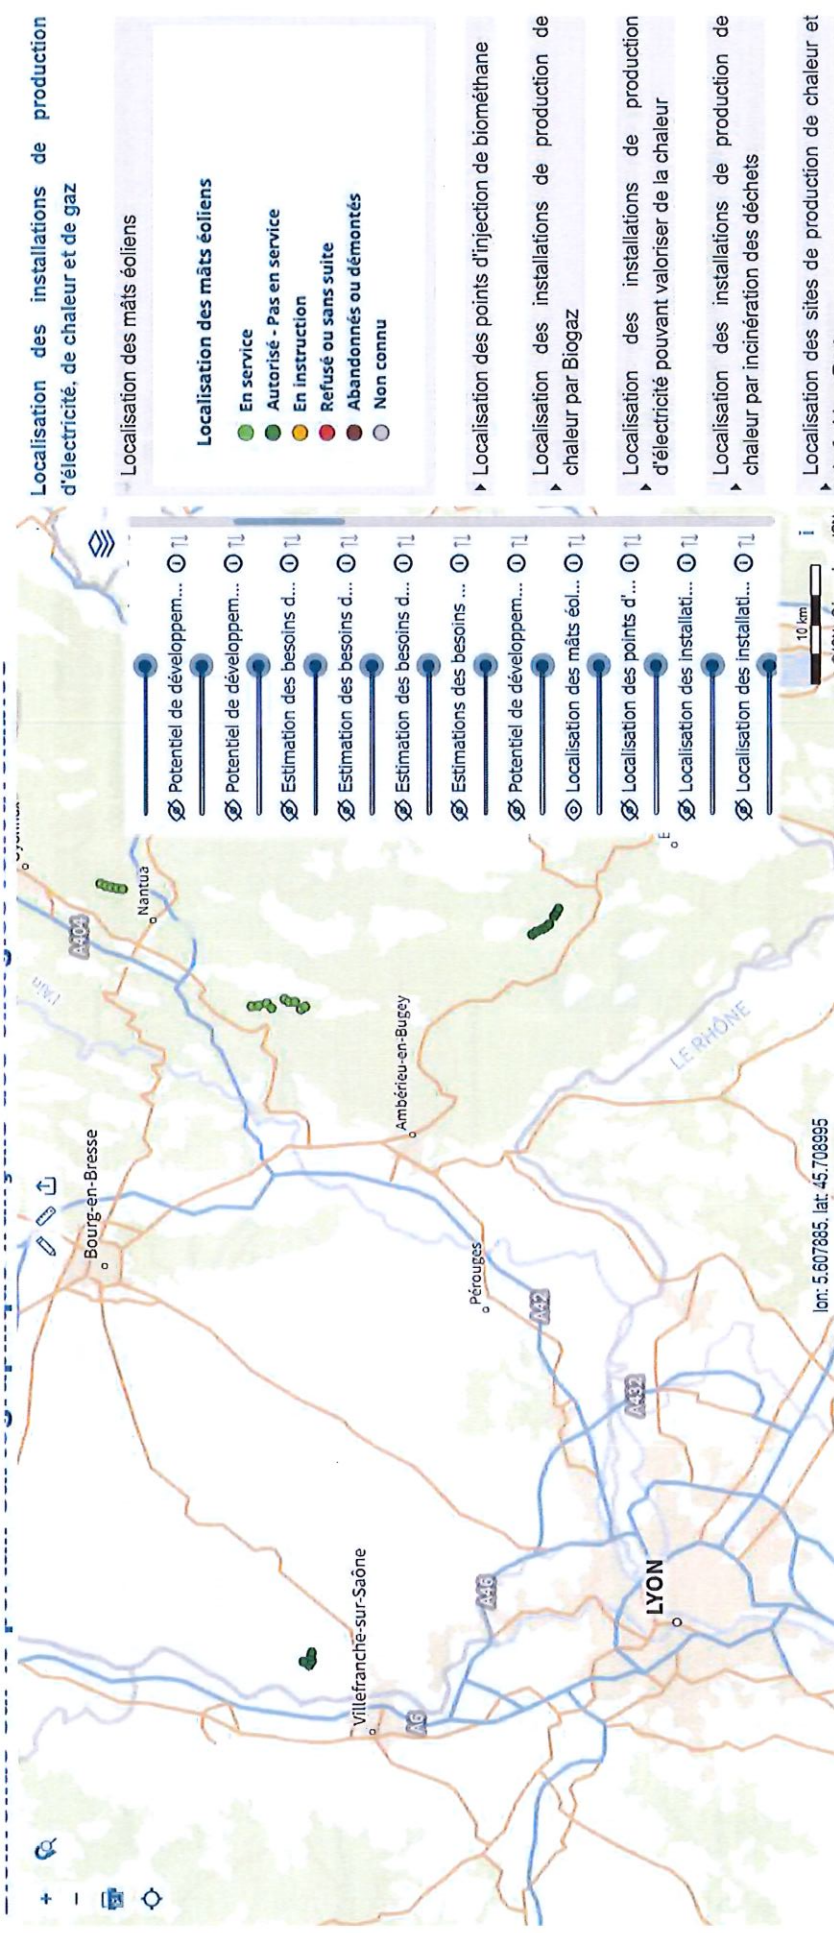 Localisation des installations de production
d'électricité, de chaleur et de gaz
Localisation des mâts éoliens
Localisation des mâts éoliens
En service
Autorisé - Pas en service
En instruction
Refusé ou sans suite
Abandonnés ou démontés
Non connu
Localisation des points d'injection de biométhane
Localisation des installations de production de
chaleur par Biogaz
Localisation des installations de production
d'électricité pouvant valoriser de la chaleur
Localisation des installations de production de
chaleur par incinération des déchets
Localisation des sites de production de chaleur et
Potentiel de développem...
Potentiel de développem...
Estimation des besoins d...
Estimation des besoins d...
Estimation des besoins d...
Estimations des besoins ...
Potentiel de développem...
Localisation des mâts éol...
Localisation des points d'...
Localisation des installati...
Localisation des installati...
10 km
Nantua
A404
L'Ain
Bourg-en-Bresse
Ambérieu-en-Bugey
LE RHÔNE
Pérouges
A42
A432
Villefranche-sur-Saône
A46
A6
LYON
lon: 5.607885, lat: 45.708995